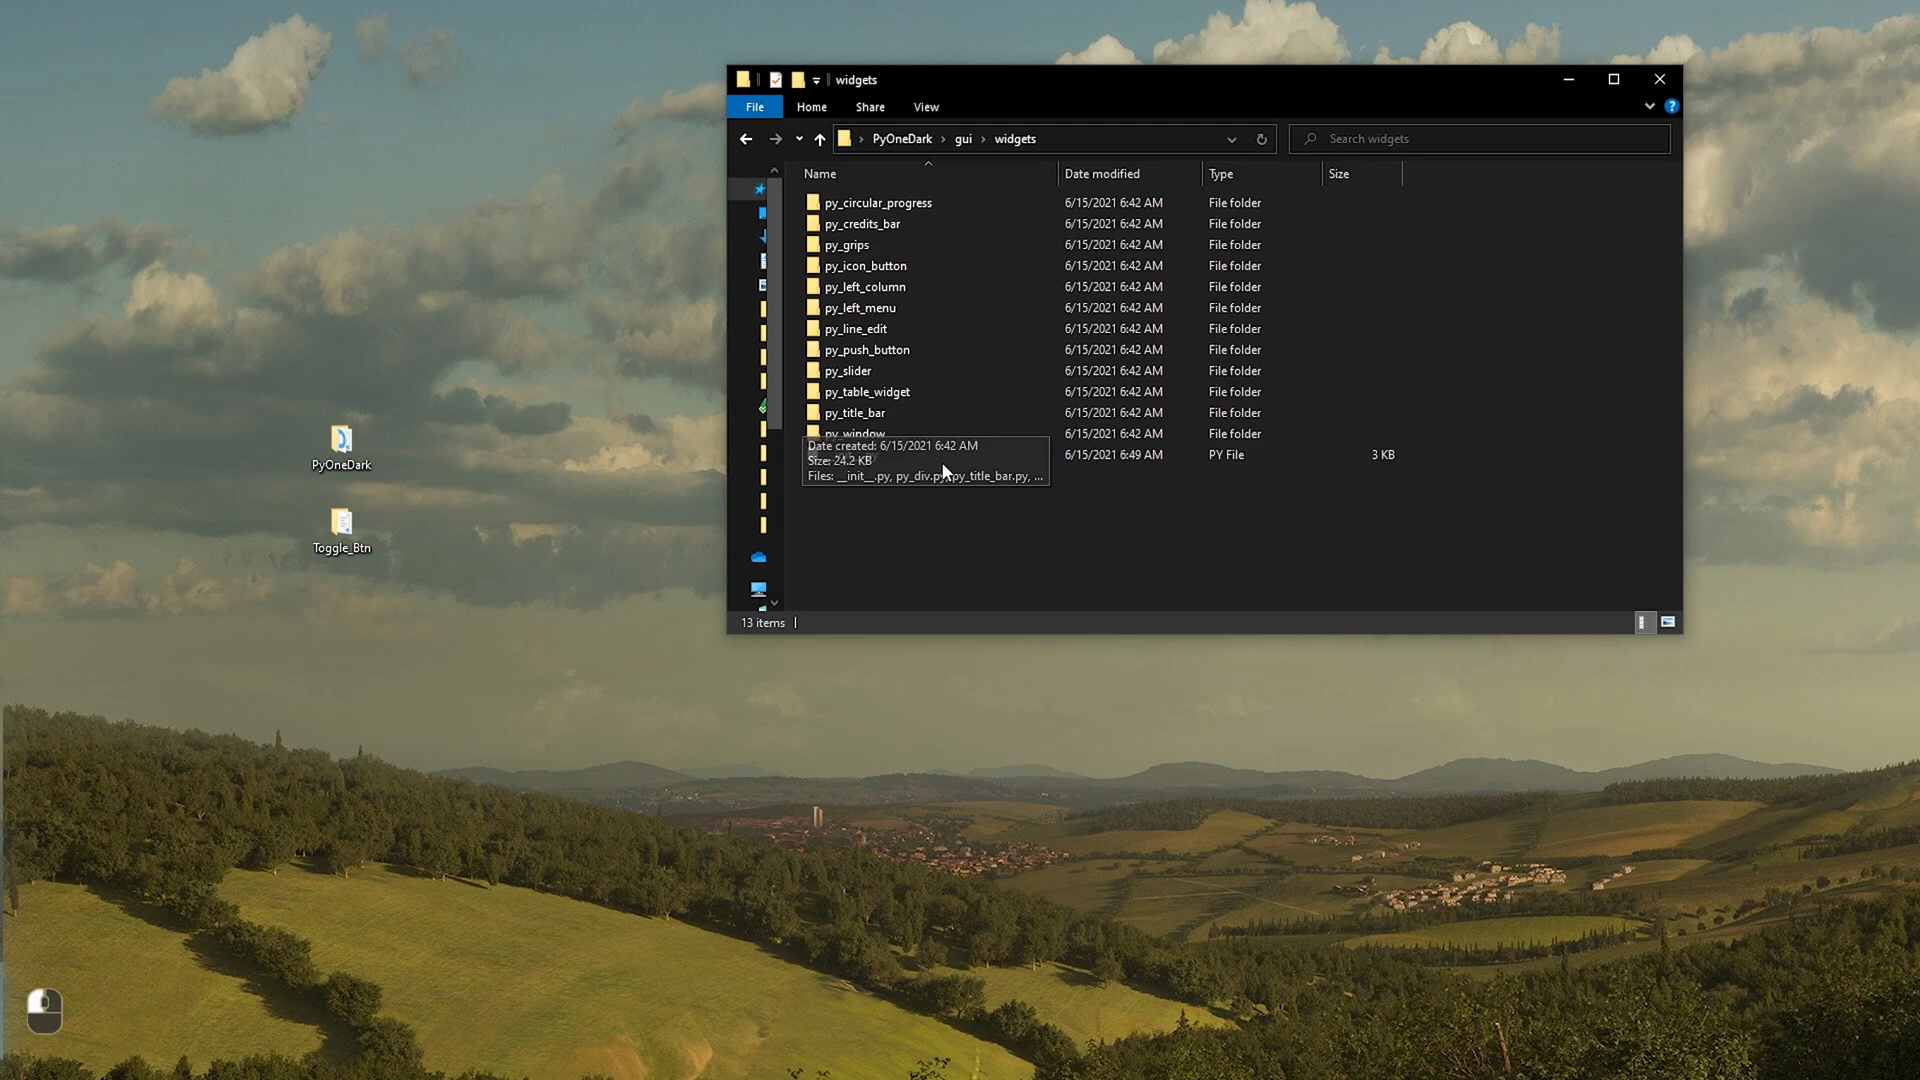 widgets
File Home Share View
PyOneDark gui widgets
Search widgets
Name Date modified Type Size
py_circular_progress 6/15/2021 6:42 AM File folder
py_credits_bar 6/15/2021 6:42 AM File folder
py_grips 6/15/2021 6:42 AM File folder
py_icon_button 6/15/2021 6:42 AM File folder
py_left_column 6/15/2021 6:42 AM File folder
py_left_menu 6/15/2021 6:42 AM File folder
py_line_edit 6/15/2021 6:42 AM File folder
py_push_button 6/15/2021 6:42 AM File folder
py_slider 6/15/2021 6:42 AM File folder
py_table_widget 6/15/2021 6:42 AM File folder
py_title_bar 6/15/2021 6:42 AM File folder
py_window 6/15/2021 6:42 AM File folder
6/15/2021 6:49 AM PY File 3 KB
Date created: 6/15/2021 6:42 AM
Size: 24.2 KB
Files: __init__.py, py_div.py, py_title_bar.py, ...
13 items
PyOneDark
Toggle_Btn